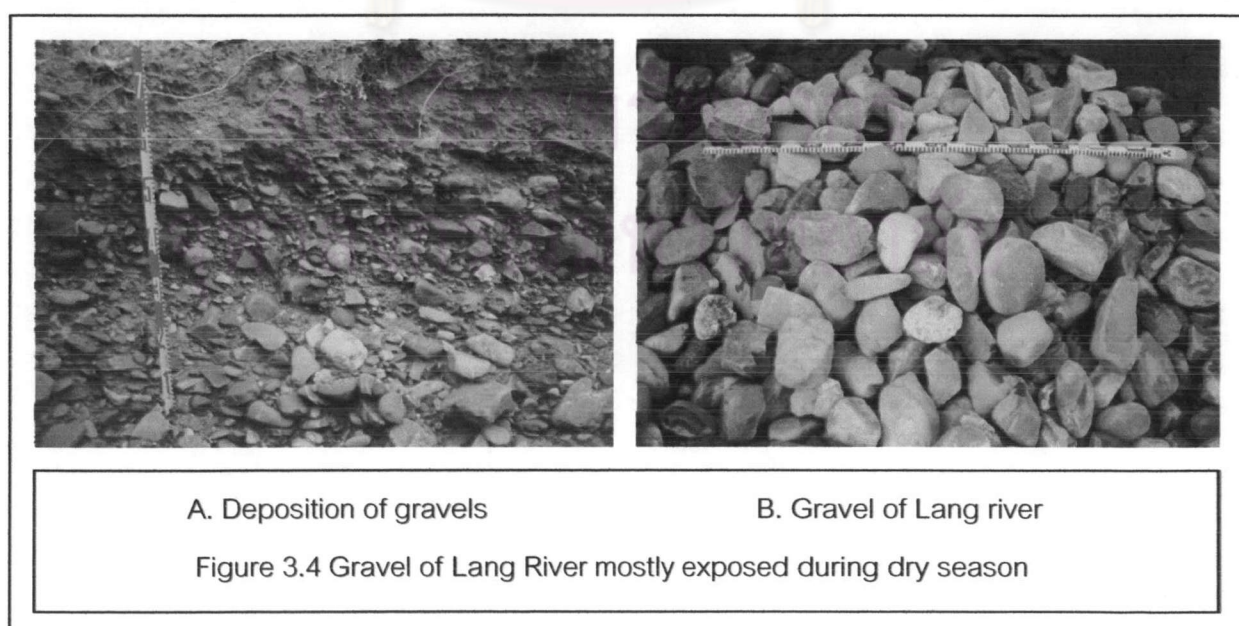 A. Deposition of gravels
B. Gravel of Lang river
Figure 3.4 Gravel of Lang River mostly exposed during dry season